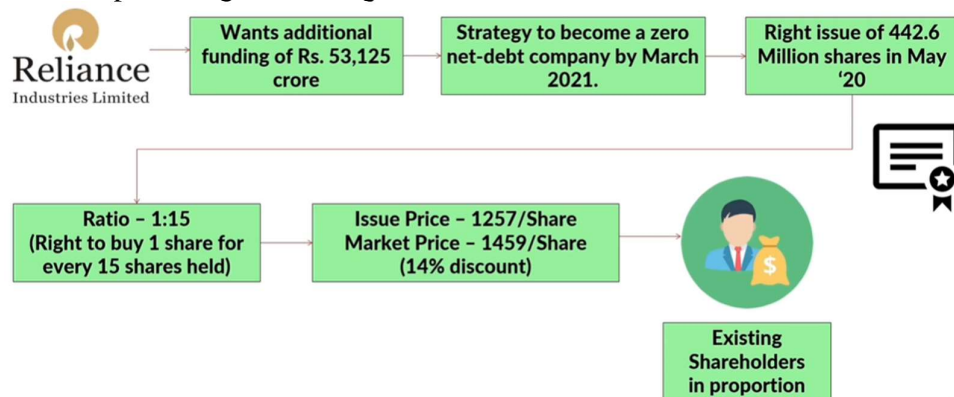 Reliance
Industries Limited
Wants additional
funding of Rs. 53,125
crore
Strategy to become a zero
net-debt company by March
2021.
Right issue of 442.6
Million shares in May
‘20
Ratio – 1:15
(Right to buy 1 share for
every 15 shares held)
Issue Price – 1257/Share
Market Price – 1459/Share
(14% discount)
$
Existing
Shareholders
in proportion